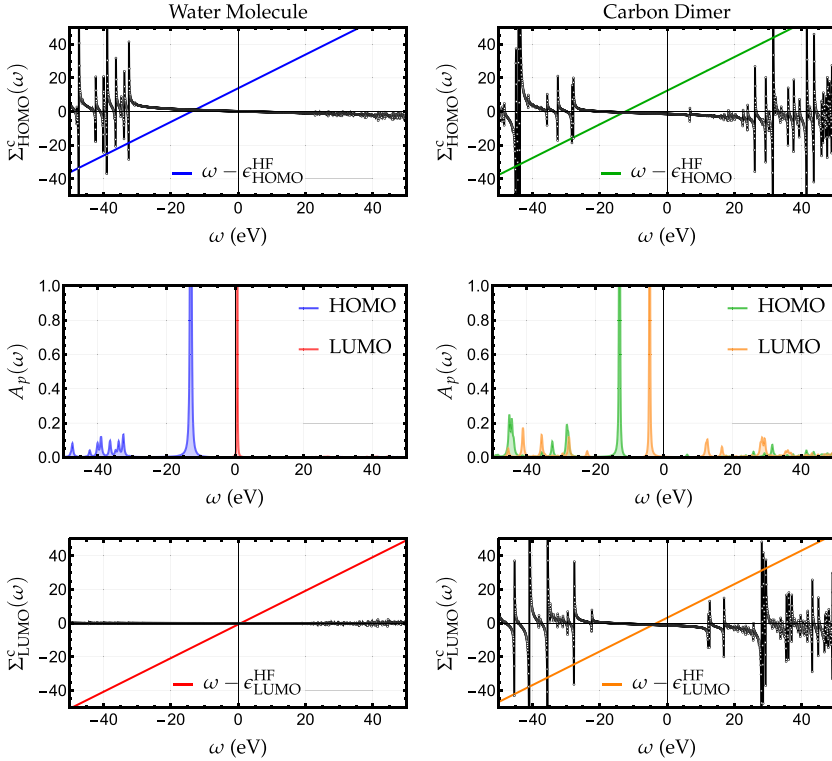 Water Molecule
Carbon Dimer
Σ^c_HOMO(ω)
40
20
0
−20
−40
ω − ϵ^HF_HOMO
−40 −20 0 20 40
ω (eV)
Σ^c_HOMO(ω)
40
20
0
−20
−40
ω − ϵ^HF_HOMO
−40 −20 0 20 40
ω (eV)
A_p(ω)
1.0
0.8
0.6
0.4
0.2
0.0
HOMO
LUMO
−40 −20 0 20 40
ω (eV)
A_p(ω)
1.0
0.8
0.6
0.4
0.2
0.0
HOMO
LUMO
−40 −20 0 20 40
ω (eV)
Σ^c_LUMO(ω)
40
20
0
−20
−40
ω − ϵ^HF_LUMO
−40 −20 0 20 40
ω (eV)
Σ^c_LUMO(ω)
40
20
0
−20
−40
ω − ϵ^HF_LUMO
−40 −20 0 20 40
ω (eV)